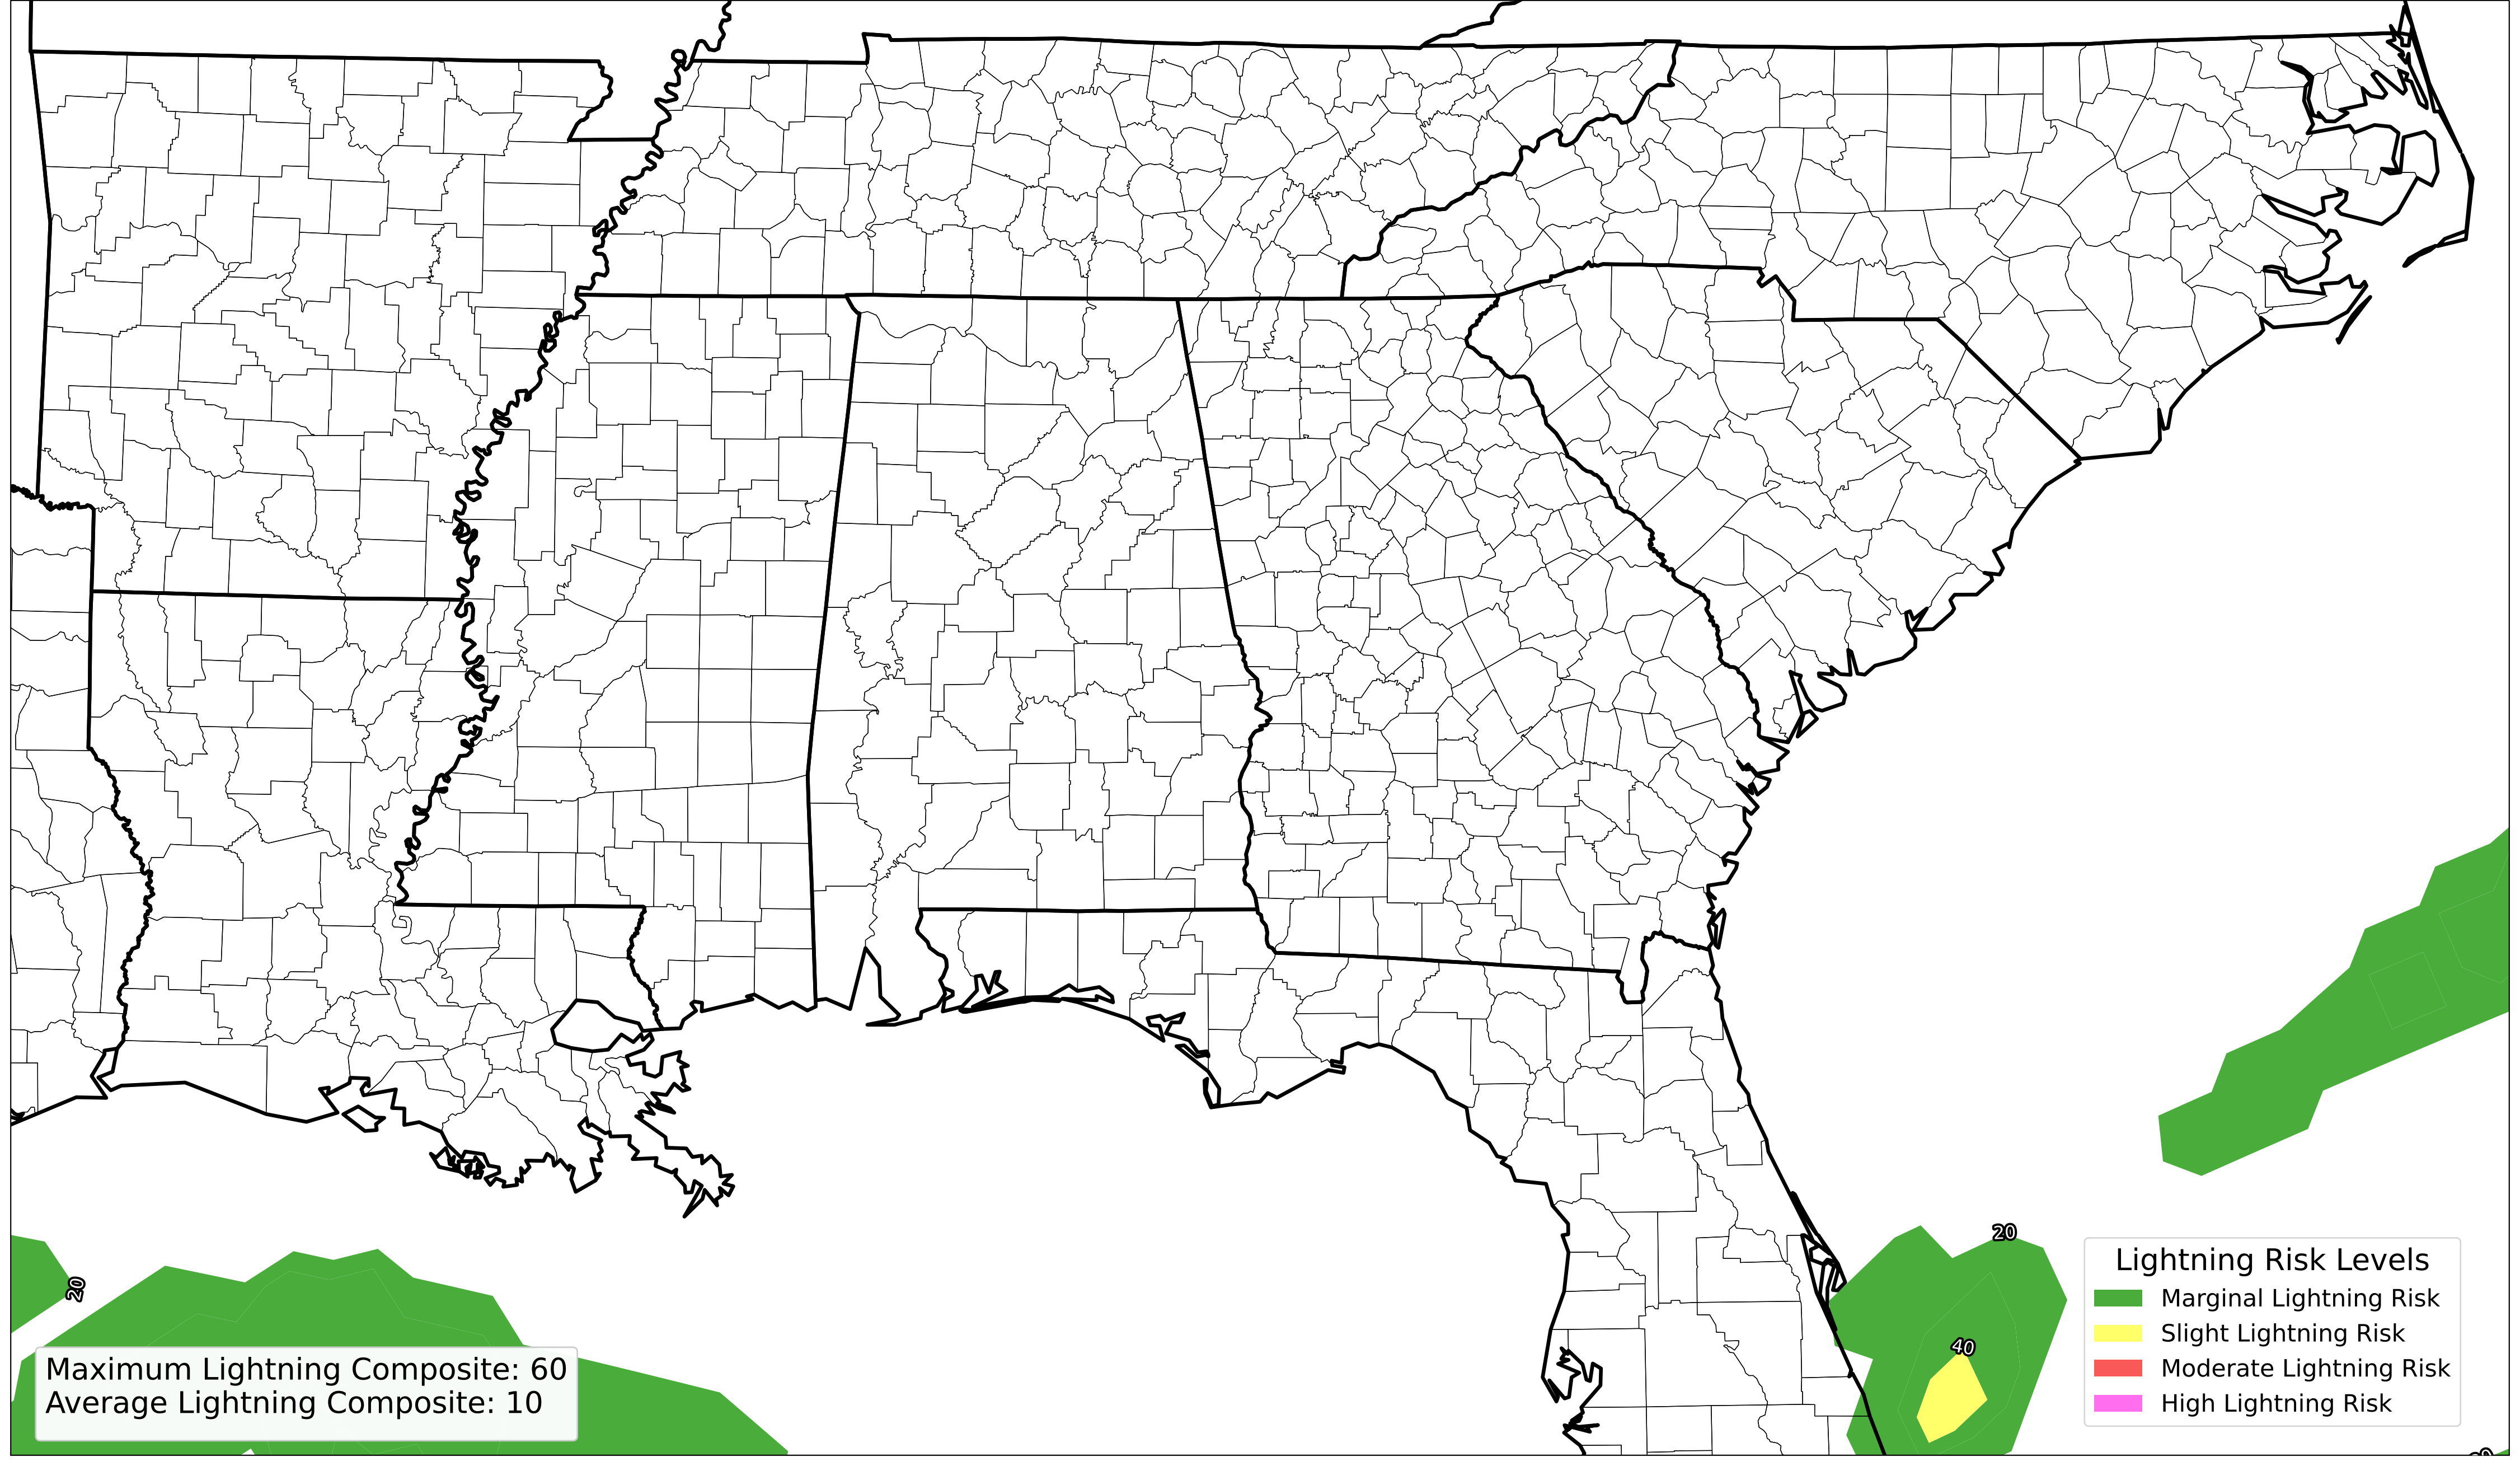 20
20
40
Lightning Risk Levels
Marginal Lightning Risk
Slight Lightning Risk
Moderate Lightning Risk
High Lightning Risk
Maximum Lightning Composite: 60
Average Lightning Composite: 10